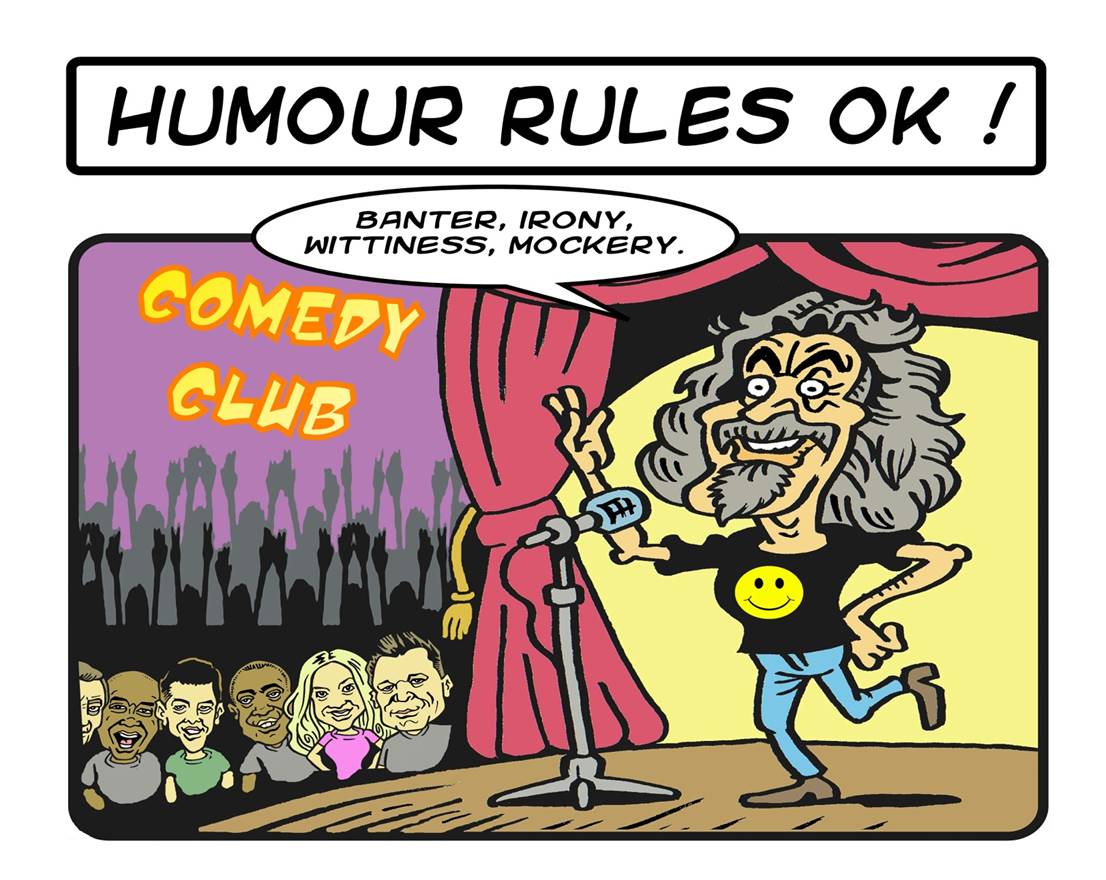 HUMOUR RULES OK !
BANTER, IRONY,
WITTINESS, MOCKERY.
COMEDY
CLUB